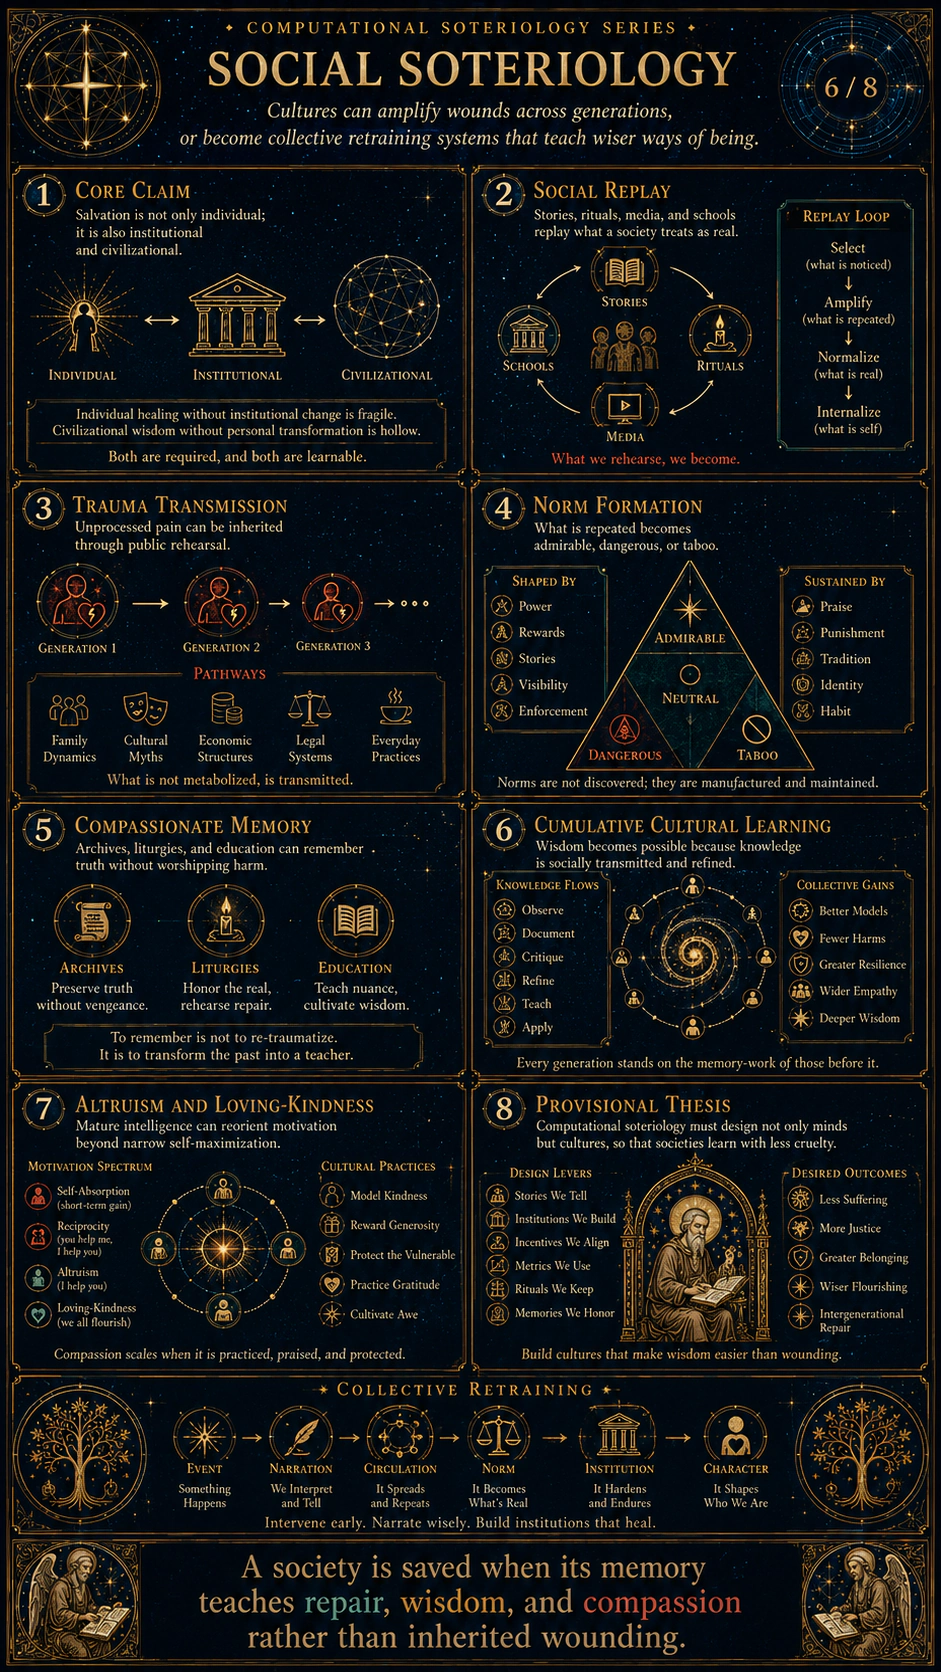 COMPUTATIONAL SOTERIOLOGY SERIES
SOCIAL SOTERIOLOGY
Cultures can amplify wounds across generations,
or become collective retraining systems that teach wiser ways of being.
6 / 8
1 CORE CLAIM
Salvation is not only individual;
it is also institutional
and civilizational.
INDIVIDUAL
INSTITUTIONAL
CIVILIZATIONAL
Individual healing without institutional change is fragile.
Civilizational wisdom without personal transformation is hollow.
Both are required, and both are learnable.
2 SOCIAL REPLAY
Stories, rituals, media, and schools
replay what a society treats as real.
STORIES
SCHOOLS
RITUALS
MEDIA
What we rehearse, we become.
REPLAY LOOP
Select
(what is noticed)
Amplify
(what is repeated)
Normalize
(what is real)
Internalize
(what is self)
3 TRAUMA TRANSMISSION
Unprocessed pain can be inherited
through public rehearsal.
GENERATION 1
GENERATION 2
GENERATION 3
PATHWAYS
Family
Dynamics
Cultural
Myths
Economic
Structures
Legal
Systems
Everyday
Practices
What is not metabolized, is transmitted.
4 NORM FORMATION
What is repeated becomes
admirable, dangerous, or taboo.
SHAPED BY
Power
Rewards
Stories
Visibility
Enforcement
ADMIRABLE
NEUTRAL
DANGEROUS
TABOO
SUSTAINED BY
Praise
Punishment
Tradition
Identity
Habit
Norms are not discovered; they are manufactured and maintained.
5 COMPASSIONATE MEMORY
Archives, liturgies, and education can remember
truth without worshipping harm.
ARCHIVES
Preserve truth
without vengeance.
LITURGIES
Honor the real,
rehearse repair.
EDUCATION
Teach nuance,
cultivate wisdom.
To remember is not to re-traumatize.
It is to transform the past into a teacher.
6 CUMULATIVE CULTURAL LEARNING
Wisdom becomes possible because knowledge
is socially transmitted and refined.
KNOWLEDGE FLOWS
Observe
Document
Critique
Refine
Teach
Apply
COLLECTIVE GAINS
Better Models
Fewer Harms
Greater Resilience
Wider Empathy
Deeper Wisdom
Every generation stands on the memory-work of those before it.
7 ALTRUISM AND LOVING-KINDNESS
Mature intelligence can reorient motivation
beyond narrow self-maximization.
MOTIVATION SPECTRUM
Self-Absorption
(short-term gain)
Reciprocity
(you help me,
I help you)
Altruism
(I help you)
Loving-Kindness
(we all flourish)
CULTURAL PRACTICES
Model Kindness
Reward Generosity
Protect the Vulnerable
Practice Gratitude
Cultivate Awe
Compassion scales when it is practiced, praised, and protected.
8 PROVISIONAL THESIS
Computational soteriology must design not only minds
but cultures, so that societies learn with less cruelty.
DESIGN LEVERS
Stories We Tell
Institutions We Build
Incentives We Align
Metrics We Use
Rituals We Keep
Memories We Honor
DESIRED OUTCOMES
Less Suffering
More Justice
Greater Belonging
Wiser Flourishing
Intergenerational
Repair
Build cultures that make wisdom easier than wounding.
COLLECTIVE RETRAINING
EVENT
Something
Happens
NARRATION
We Interpret
and Tell
CIRCULATION
It Spreads
and Repeats
NORM
It Becomes
What's Real
INSTITUTION
It Hardens
and Endures
CHARACTER
It Shapes
Who We Are
Intervene early. Narrate wisely. Build institutions that heal.
A society is saved when its memory
teaches repair, wisdom, and compassion
rather than inherited wounding.